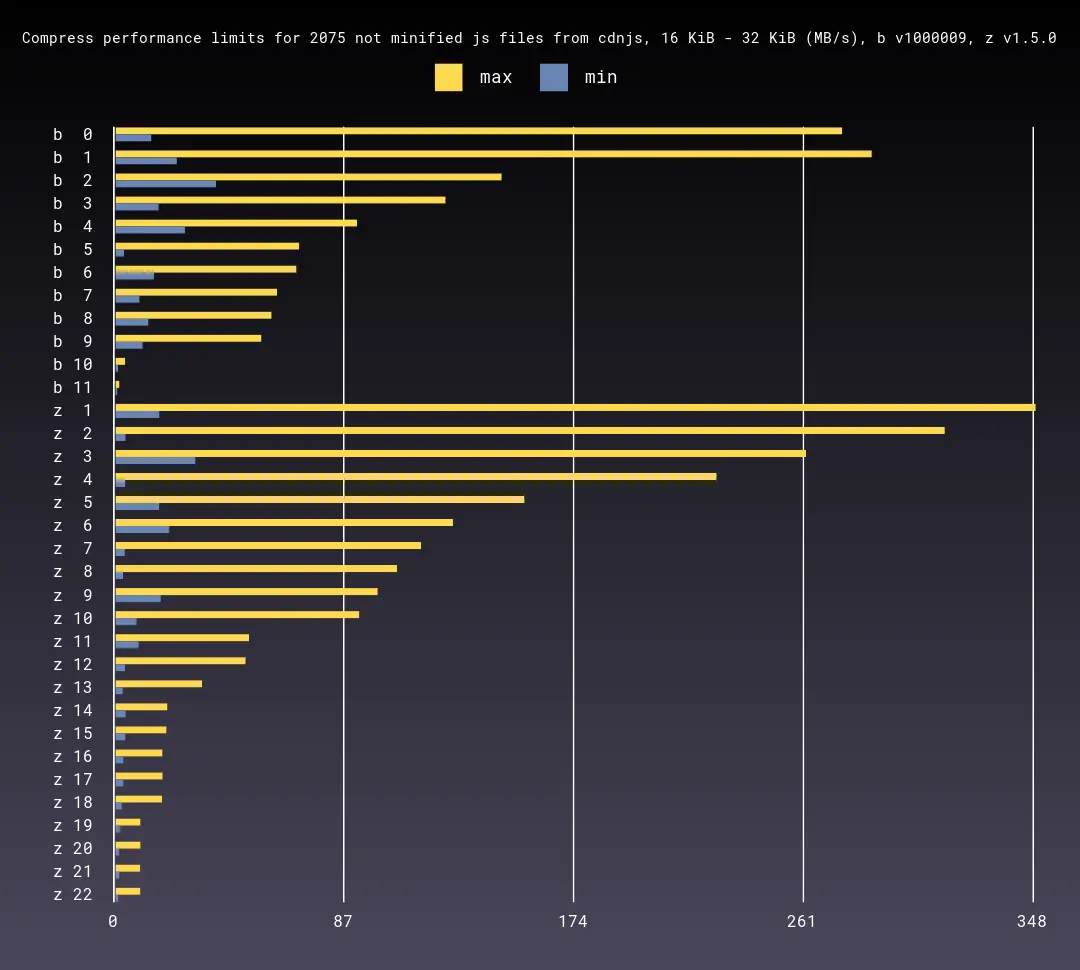 Compress performance limits for 2075 not minified js files from cdnjs, 16 KiB - 32 KiB (MB/s), b v1000009, z v1.5.0
max min
b 0
b 1
b 2
b 3
b 4
b 5
b 6
b 7
b 8
b 9
b 10
b 11
z 1
z 2
z 3
z 4
z 5
z 6
z 7
z 8
z 9
z 10
z 11
z 12
z 13
z 14
z 15
z 16
z 17
z 18
z 19
z 20
z 21
z 22
0 87 174 261 348